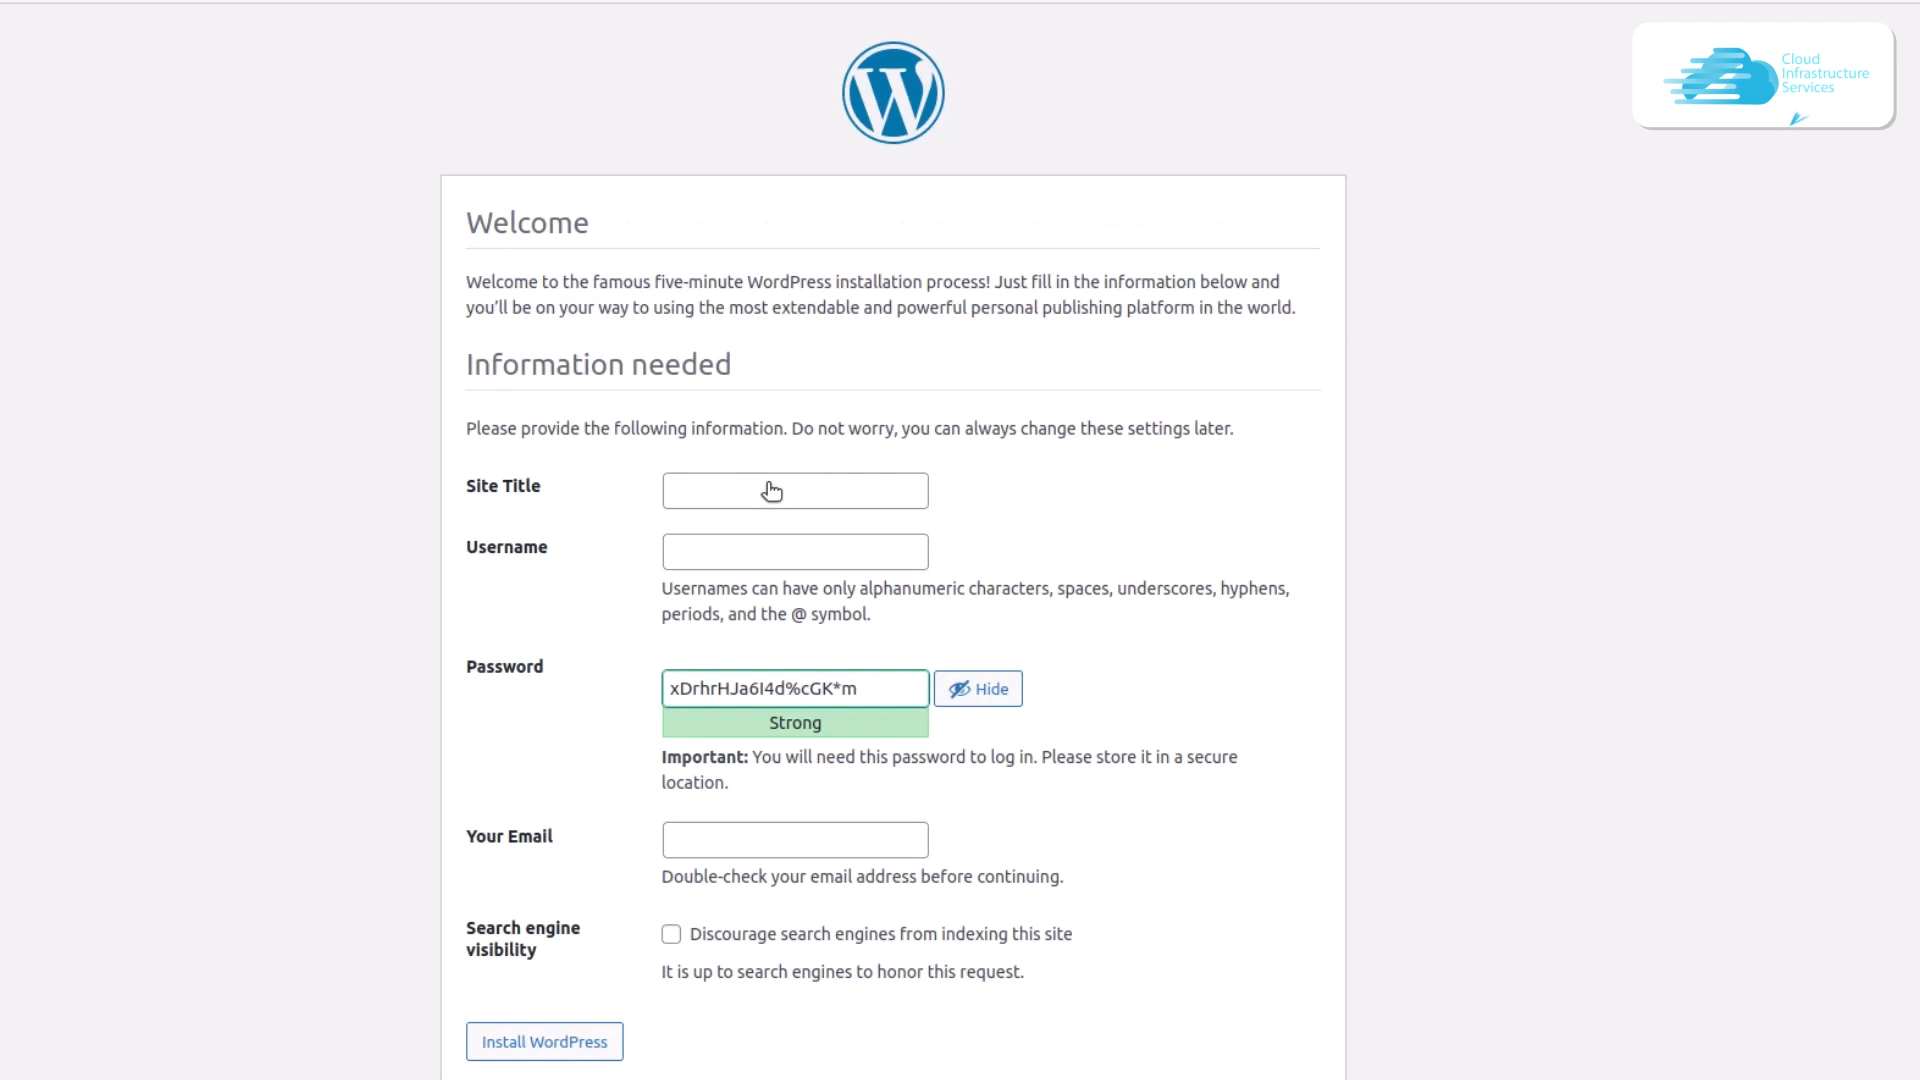 Cloud
Infrastructure
Services
Welcome
Welcome to the famous five-minute WordPress installation process! Just fill in the information below and
you’ll be on your way to using the most extendable and powerful personal publishing platform in the world.
Information needed
Please provide the following information. Do not worry, you can always change these settings later.
Site Title
Username
Usernames can have only alphanumeric characters, spaces, underscores, hyphens,
periods, and the @ symbol.
Password
xDrhrHJa6I4d%cGK*m
Hide
Strong
Important: You will need this password to log in. Please store it in a secure
location.
Your Email
Double-check your email address before continuing.
Search engine
visibility
Discourage search engines from indexing this site
It is up to search engines to honor this request.
Install WordPress